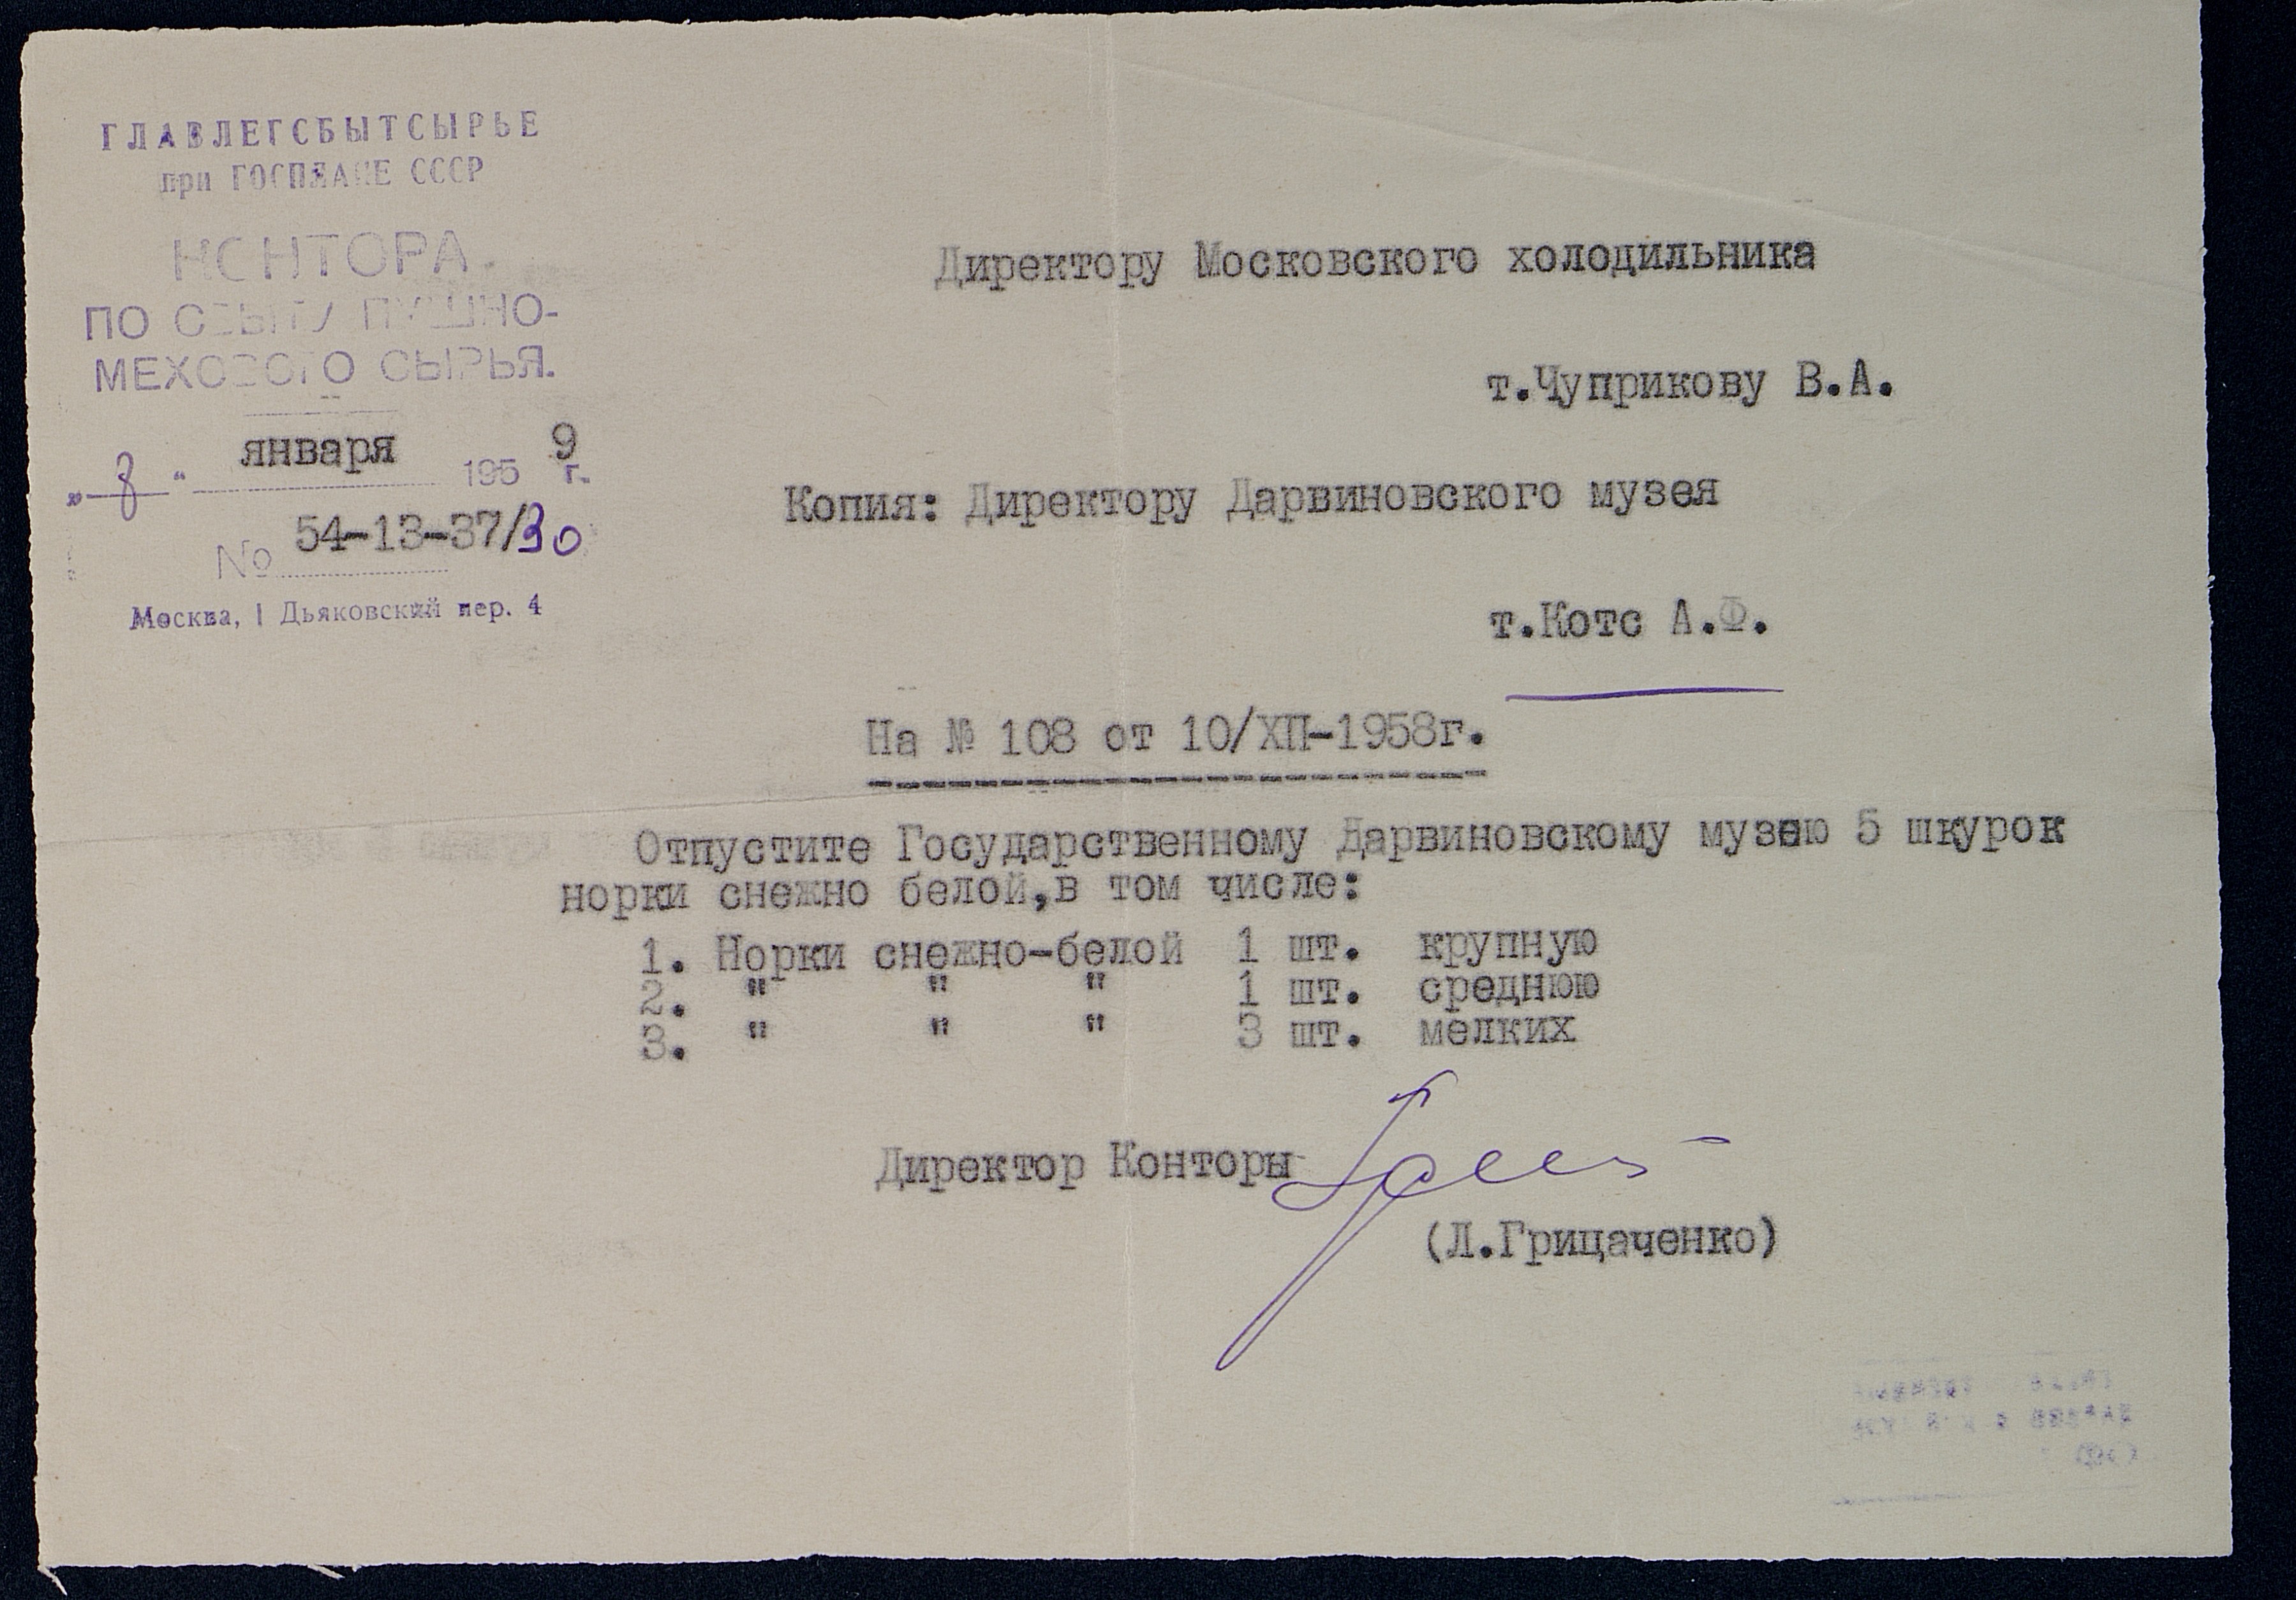 ГЛАВЛЕГСБЫТСЫРЬЕ
при ГОСПЛАНЕ СССР
КОНТОРА
ПО СБЫТУ ПУШНО-
МЕХОВОГО СЫРЬЯ.
"8" января 1959 г.
№ 54-13-37/30
Москва, 1 Дьяковский пер. 4
Директору Московского холодильника
т.Чуприкову В.А.
Копия: Директору Дарвиновского музея
т.Котс А.Ф.
На № 108 от 10/XII-1958г.
Отпустите Государственному Дарвиновскому музею 5 шкурок
норки снежно белой,в том числе:
1. Норки снежно-белой 1 шт. крупную
2. " " " 1 шт. среднюю
3. " " " 3 шт. мелких
Директор Конторы
(Л.Грицаченко)